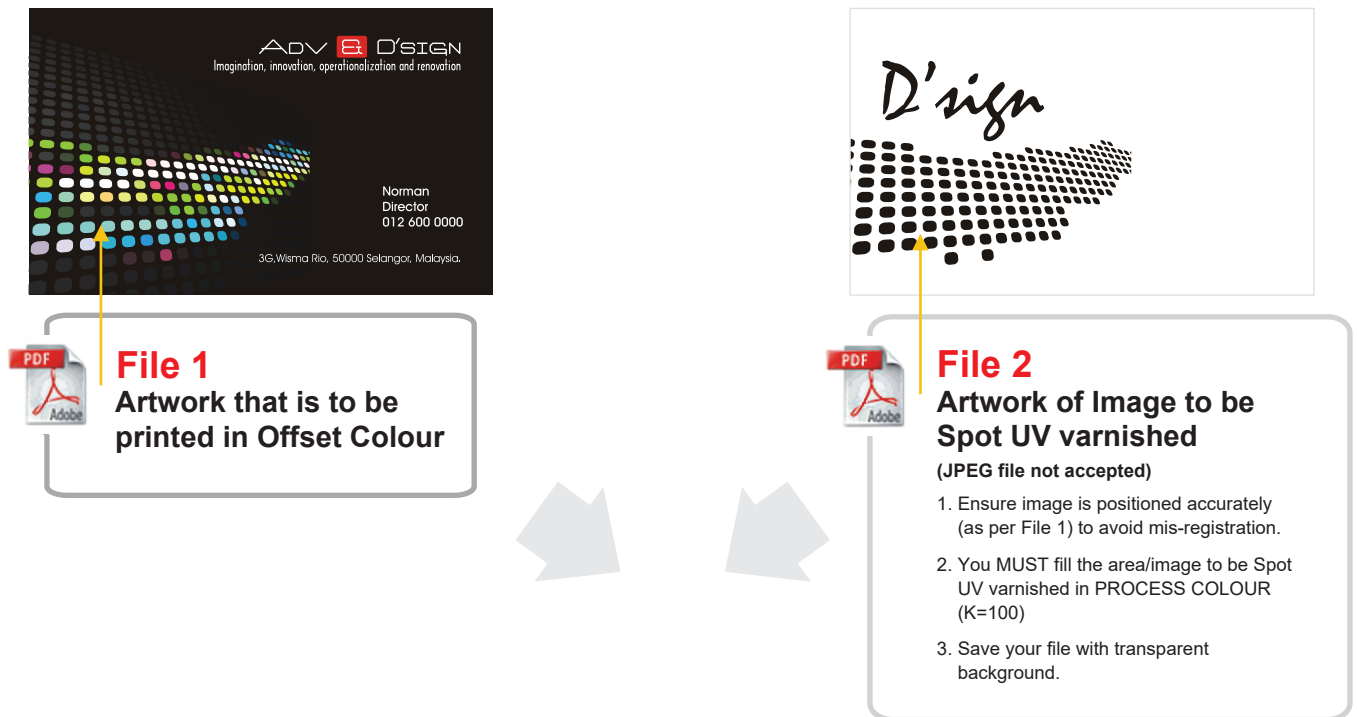 ADV & D'SIGN
Imagination, innovation, operationalization and renovation
Norman
Director
012 600 0000
3G,Wisma Rio, 50000 Selangor, Malaysia.
D'sign
PDF
Adobe
File 1
Artwork that is to be
printed in Offset Colour
PDF
Adobe
File 2
Artwork of Image to be
Spot UV varnished
(JPEG file not accepted)
1. Ensure image is positioned accurately
(as per File 1) to avoid mis-registration.
2. You MUST fill the area/image to be Spot
UV varnished in PROCESS COLOUR
(K=100)
3. Save your file with transparent
background.